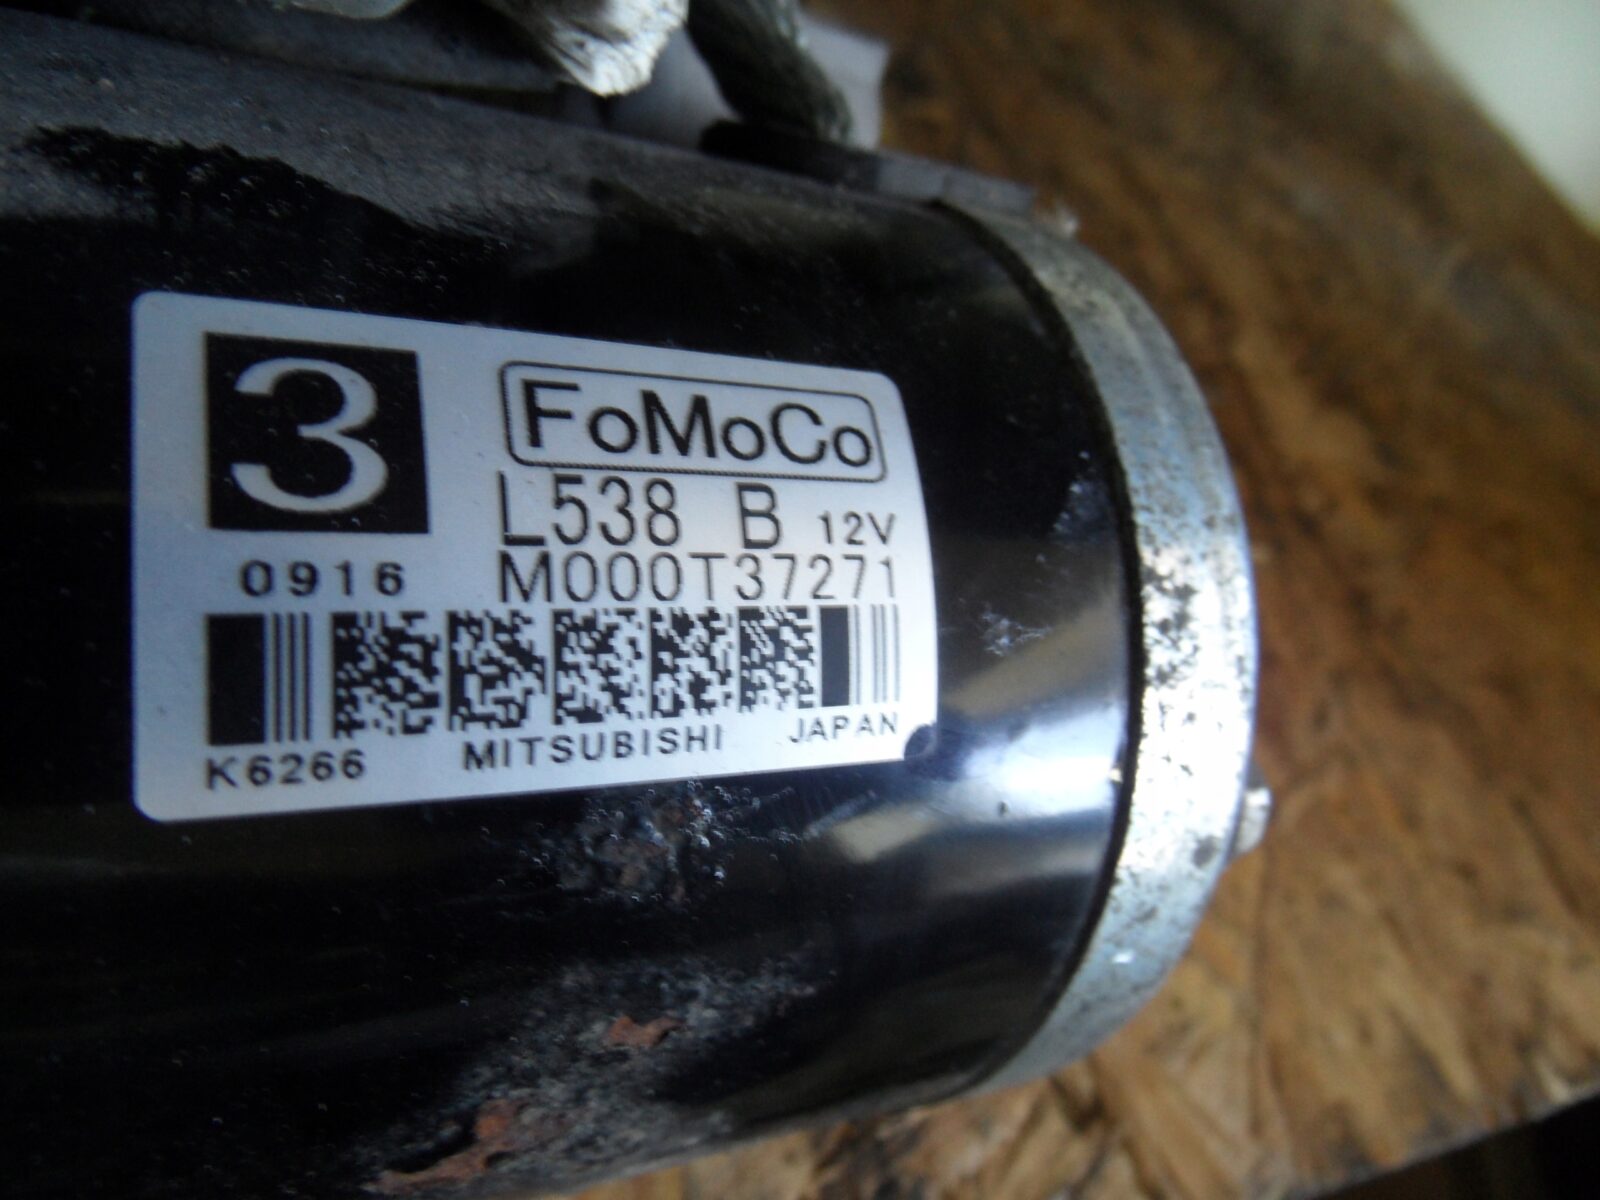 3
FoMoCo
L538 B 12V
0916 M000T37271
K6266 MITSUBISHI JAPAN